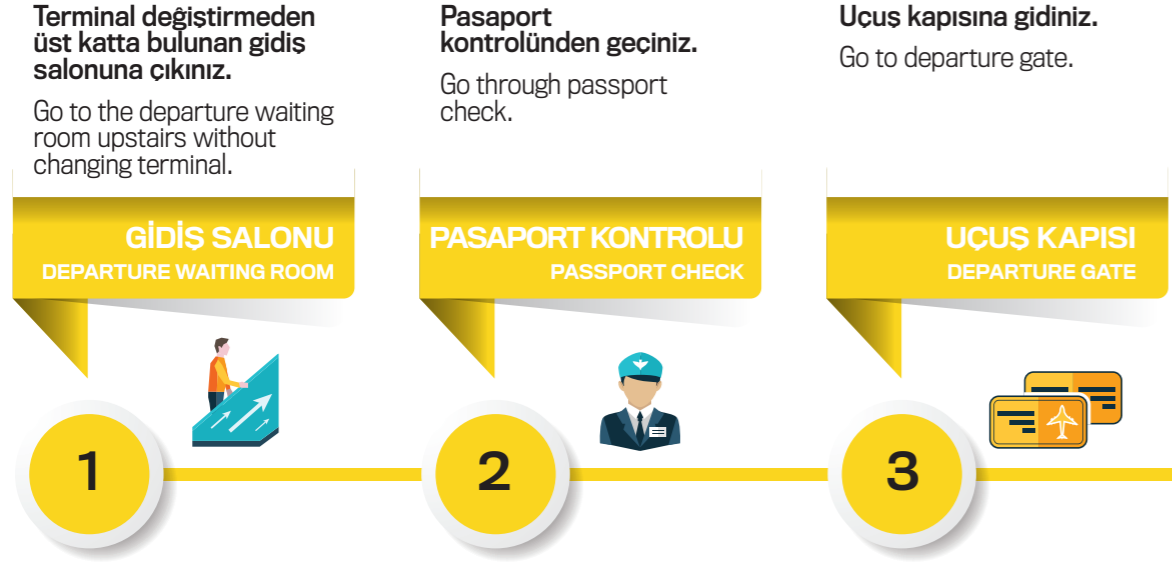 Terminal değiştirmeden
üst katta bulunan gidiş
salonuna çıkınız.
Go to the departure waiting
room upstairs without
changing terminal.
GİDİŞ SALONU
DEPARTURE WAITING ROOM
1
Pasaport
kontrolünden geçiniz.
Go through passport
check.
PASAPORT KONTROLU
PASSPORT CHECK
2
Uçuş kapısına gidiniz.
Go to departure gate.
UÇUŞ KAPISI
DEPARTURE GATE
3